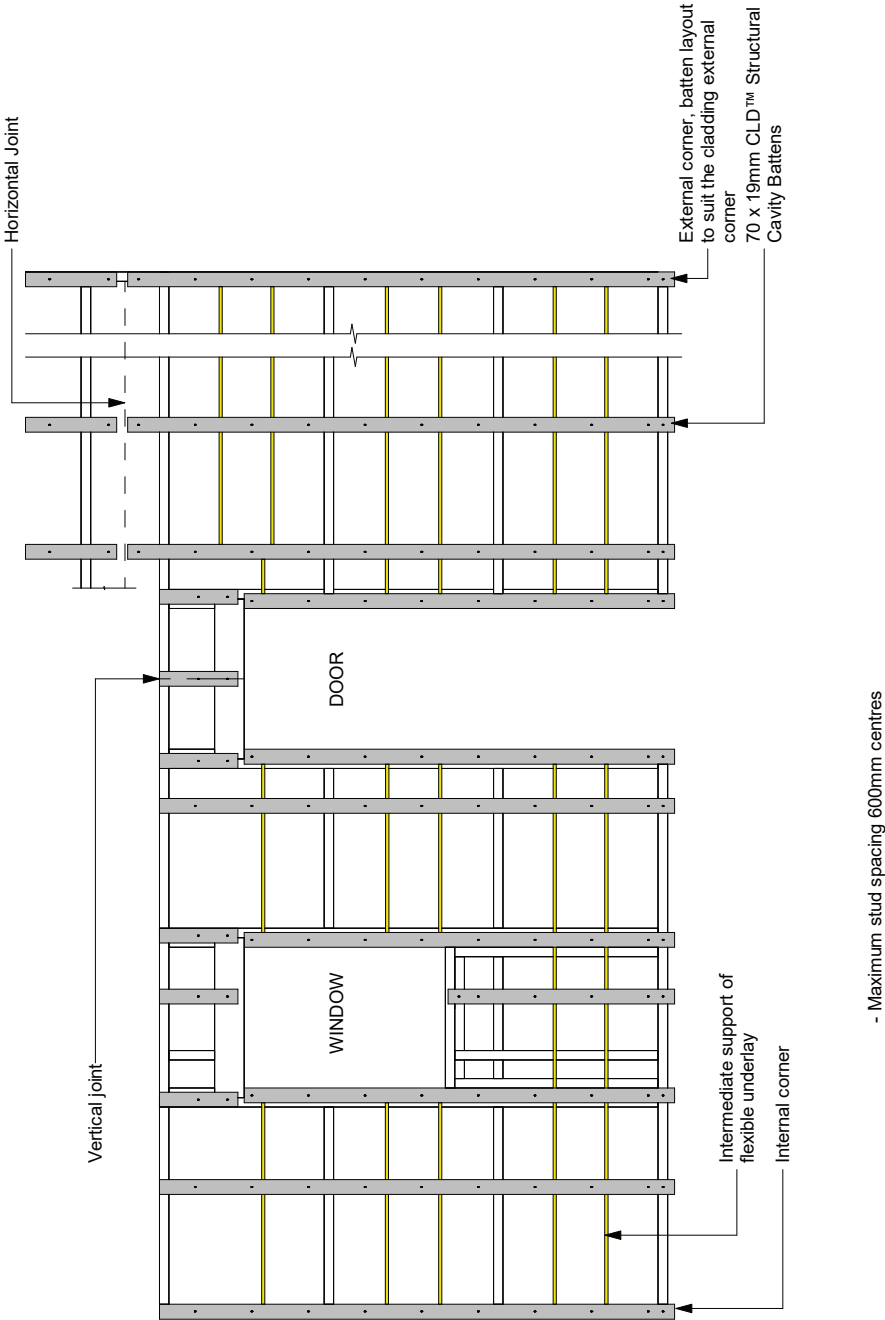 Horizontal Joint
Vertical joint
DOOR
WINDOW
External corner, batten layout
to suit the cladding external
corner
70 x 19mm CLD™ Structural
Cavity Battens
Intermediate support of
flexible underlay
Internal corner
- Maximum stud spacing 600mm centres